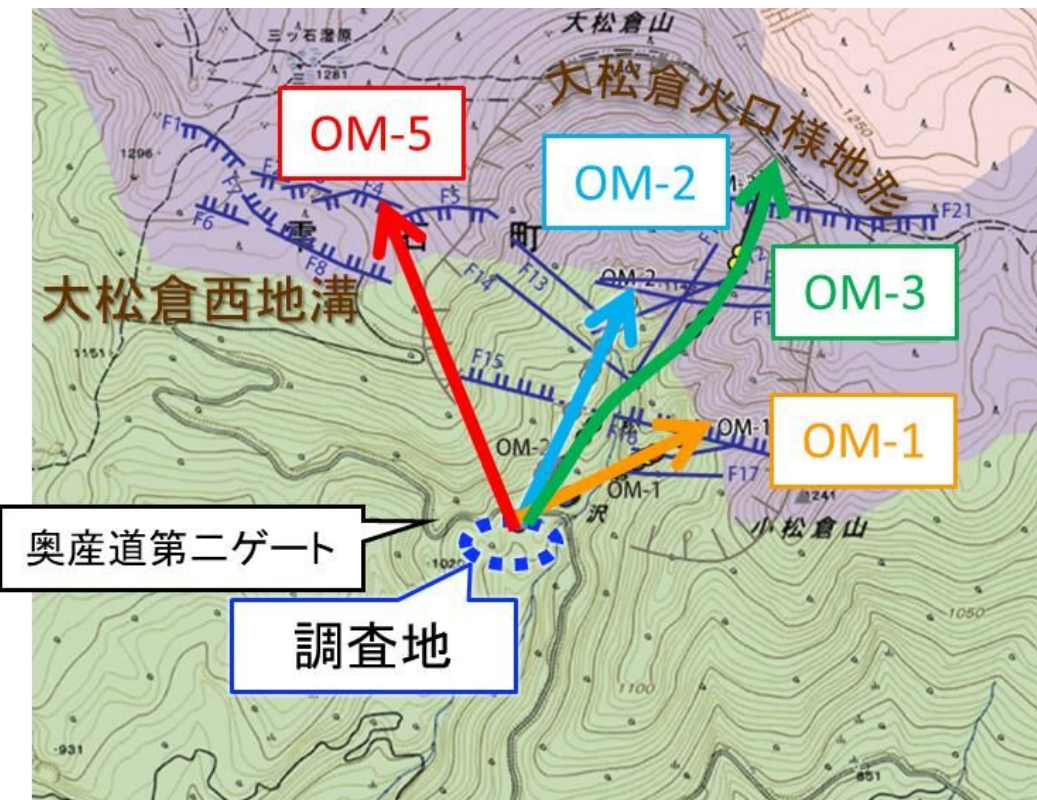 大松倉山
三ッ石湿原
1281
大松倉火口様地形
1250
F1
OM-5
1296
OM-2
F4
F5
F21
F6
雫石町
F8
F14
F13
OM-2
大松倉西地溝
OM-3
1151
F15
OM-1
OM-1
F17
OM-1
1241
沢
小松倉山
奥産道第二ゲート
調査地
1050
1100
931
851